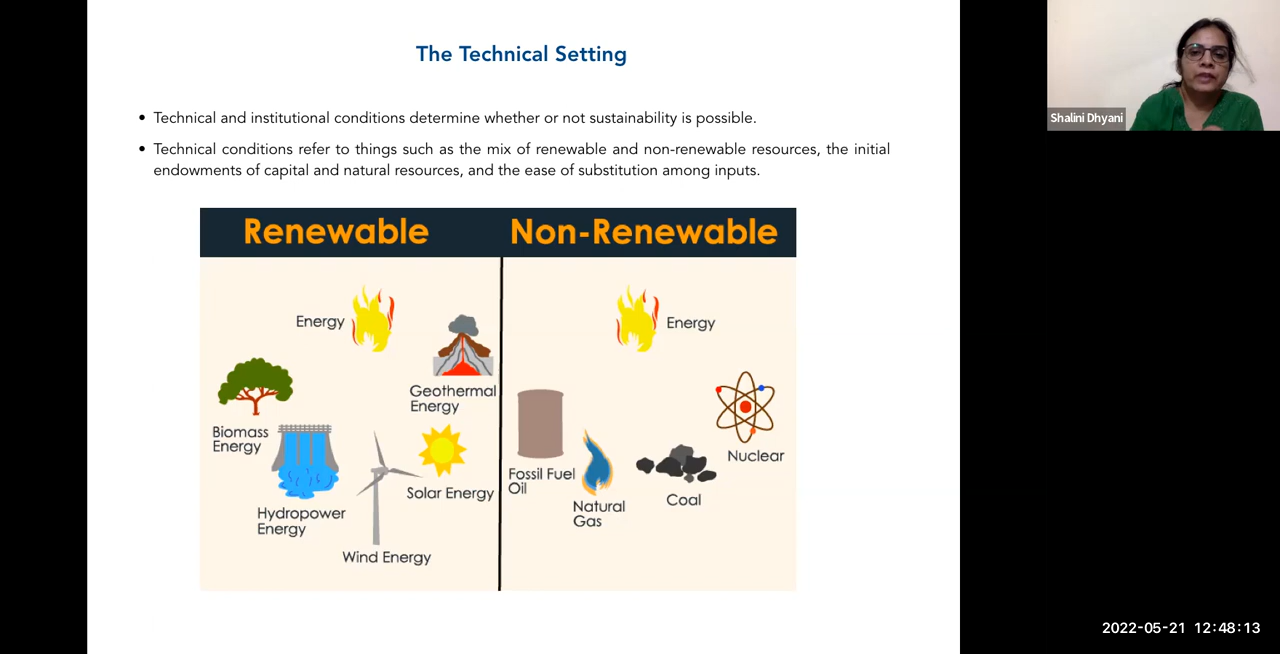 The Technical Setting
Shalini Dhyani
• Technical and institutional conditions determine whether or not sustainability is possible.
• Technical conditions refer to things such as the mix of renewable and non-renewable resources, the initial
endowments of capital and natural resources, and the ease of substitution among inputs.
Renewable
Non-Renewable
Energy
Geothermal
Energy
Biomass
Energy
Hydropower
Energy
Solar Energy
Wind Energy
Energy
Fossil Fuel
Oil
Natural
Gas
Coal
Nuclear
2022-05-21 12:48:13